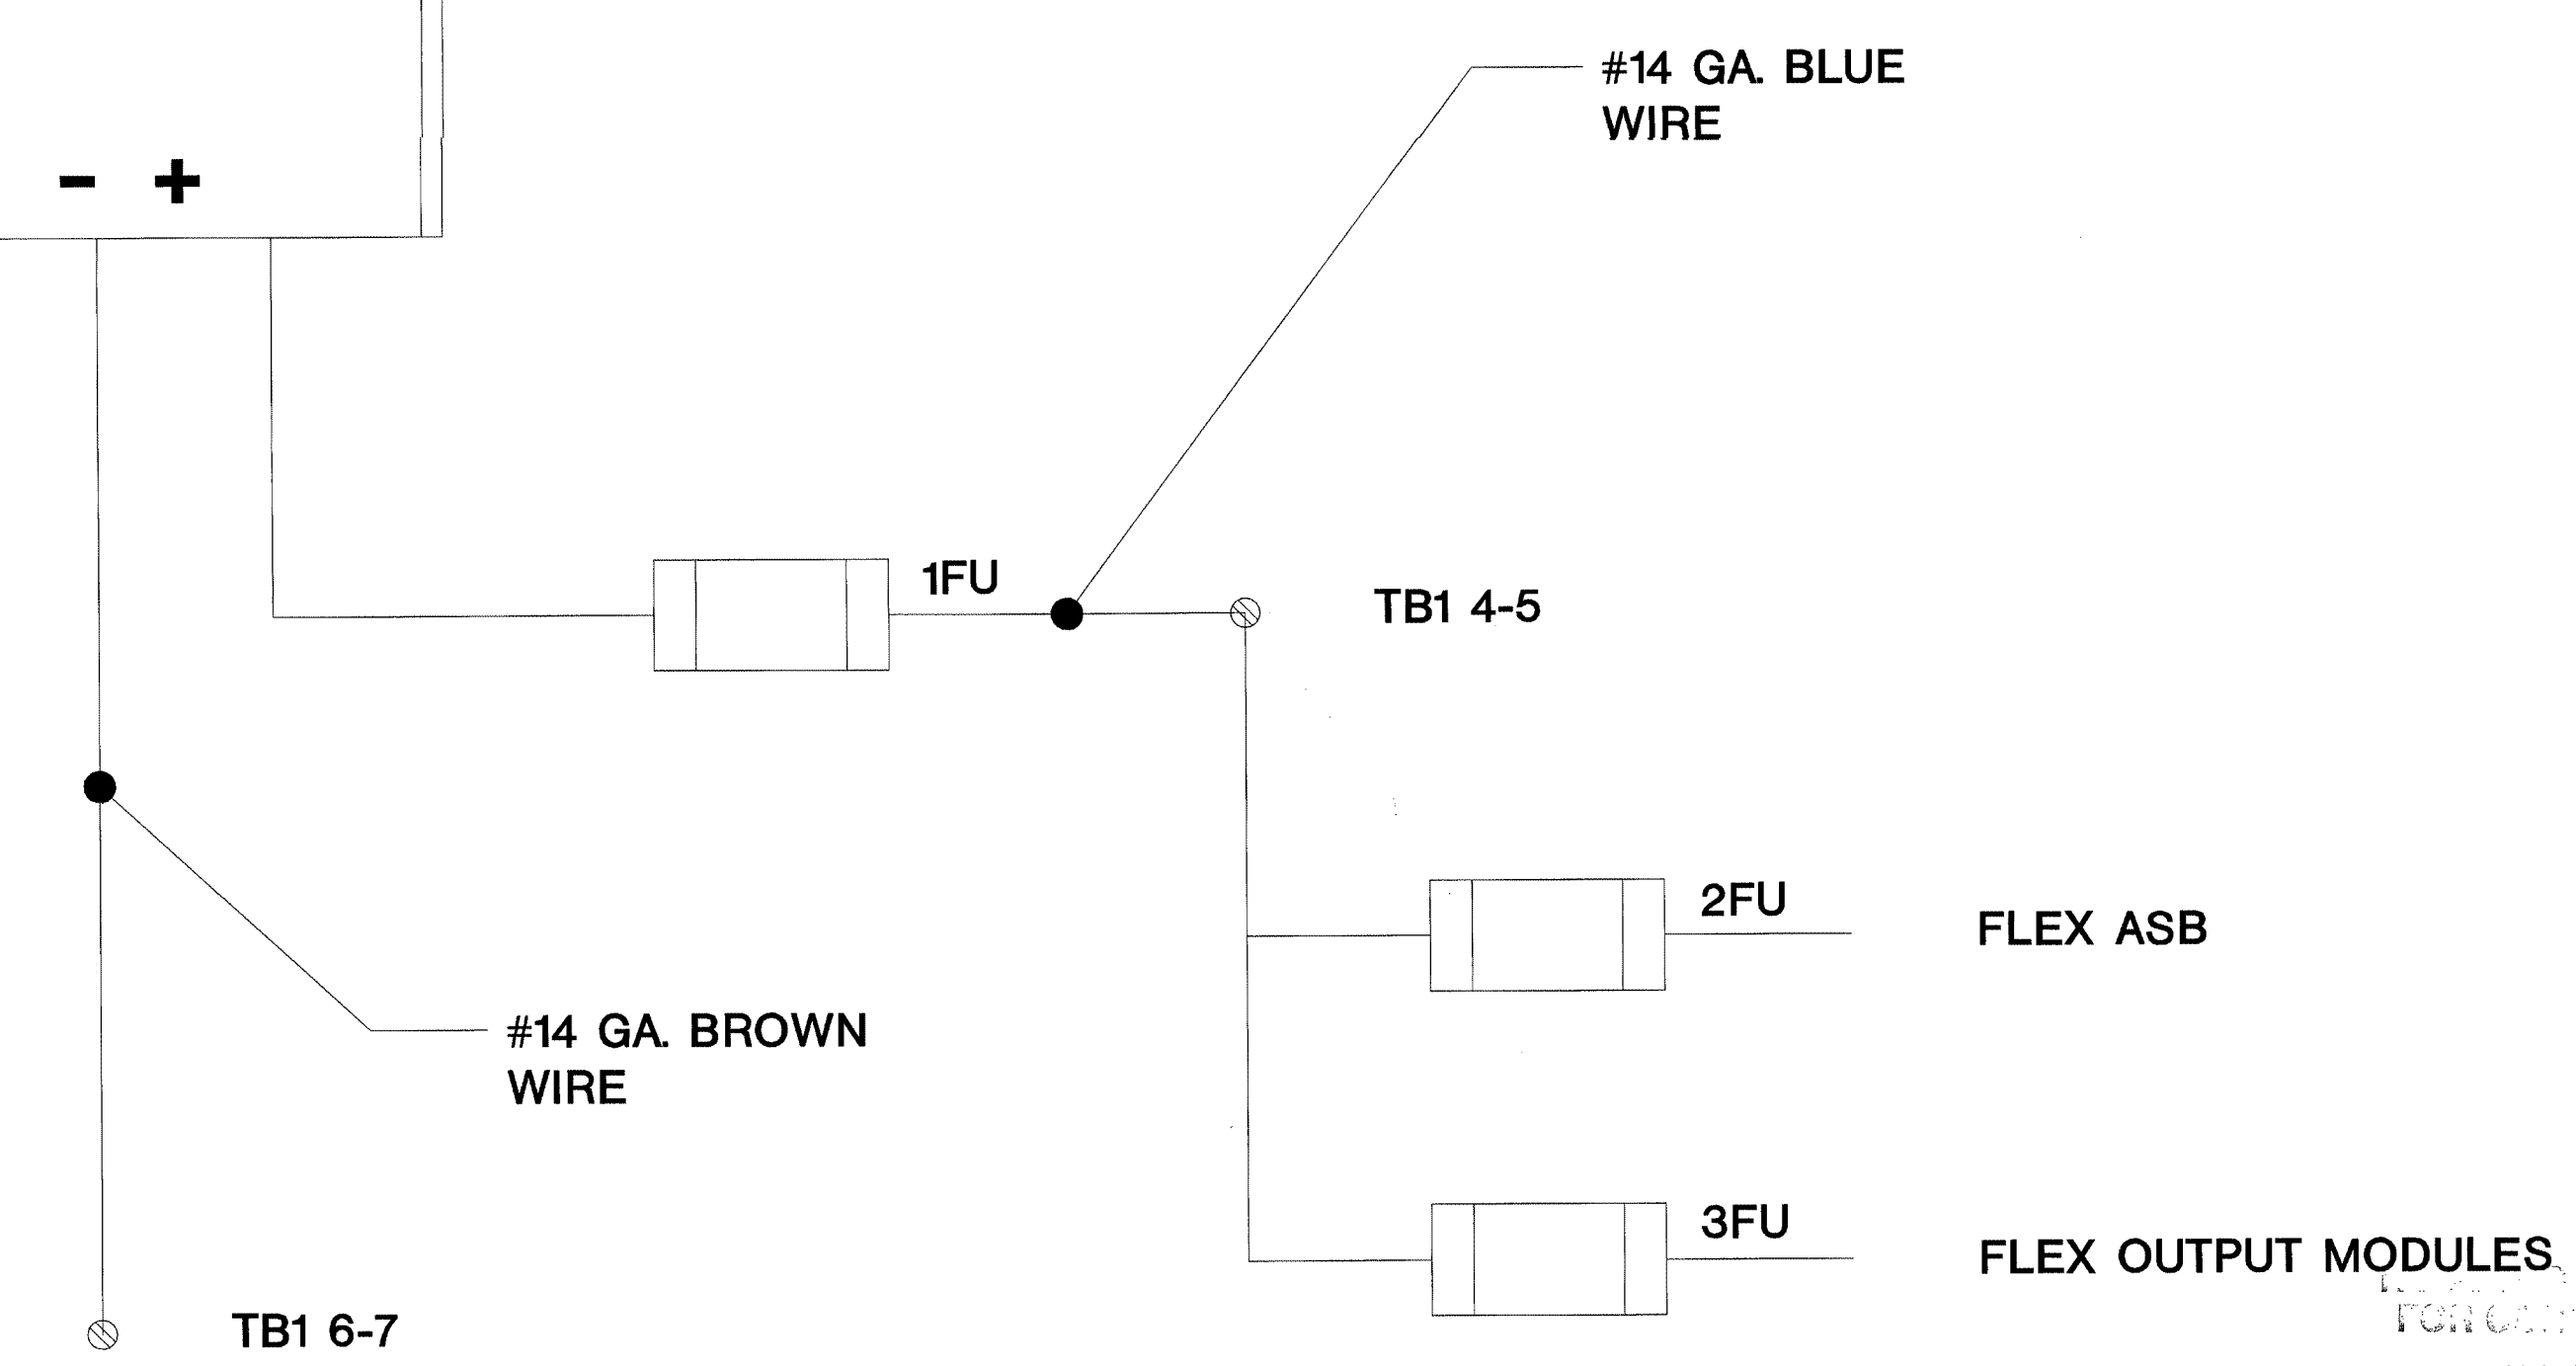 #14 GA. BLUE
WIRE
- +
1FU
TB1 4-5
2FU
FLEX ASB
#14 GA. BROWN
WIRE
3FU
FLEX OUTPUT MODULES
TB1 6-7